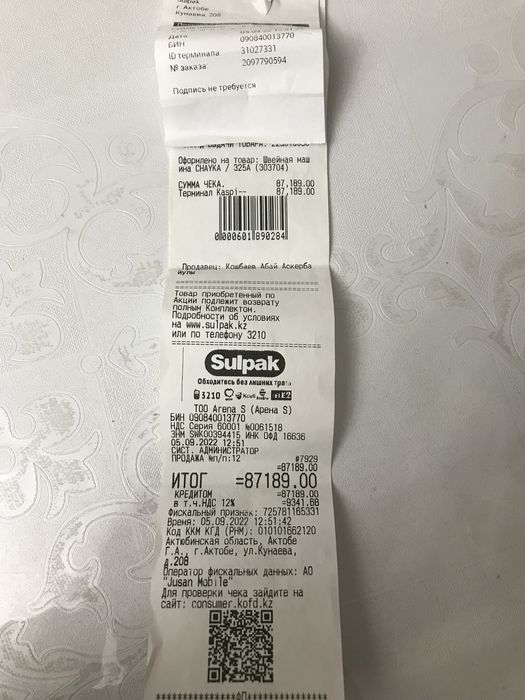 г. Актобе
Кунаева, 208
Дата
БИН 090840013770
ID терминала 31027331
№ заказа 2097790594
Подпись не требуется
Оформлено на товар: Швейная маш
ина CHAYKA / 325A (303704)
СУММА ЧЕКА. 87,189.00
Терминал Kaspi-- 87,189.00
0000601890284
Продавец: Кошбаев Абай Аскерба
йулы
Товар приобретенный по
Акции подлежит возврату
полным Комплектом.
Подробности об условиях
на www.sulpak.kz
или по телефону 3210
Sulpak
Обходитесь без лишних трат
3210 Kcell
ТОО Arena S (Арена S)
БИН 090840013770
НДС Серия 60001 №0061518
ЗНМ SWK00394415 ИНК ОФД 16636
05.09.2022 12:51
СИСТ. АДМИНИСТРАТОР
ПРОДАЖА №п/п:12 #7929
=87189.00
ИТОГ =87189.00
КРЕДИТОМ =87189.00
в т.ч.НДС 12% =9341.68
Фискальный признак: 725781165331
Время: 05.09.2022 12:51:42
Код ККМ КГД (РНМ): 010101662120
Актюбинская область, Актобе
Г.А., г.Актобе, ул.Кунаева,
д.208
Оператор фискальных данных: АО
"Jusan Mobile"
Для проверки чека зайдите на
сайт: consumer.kofd.kz
ФП